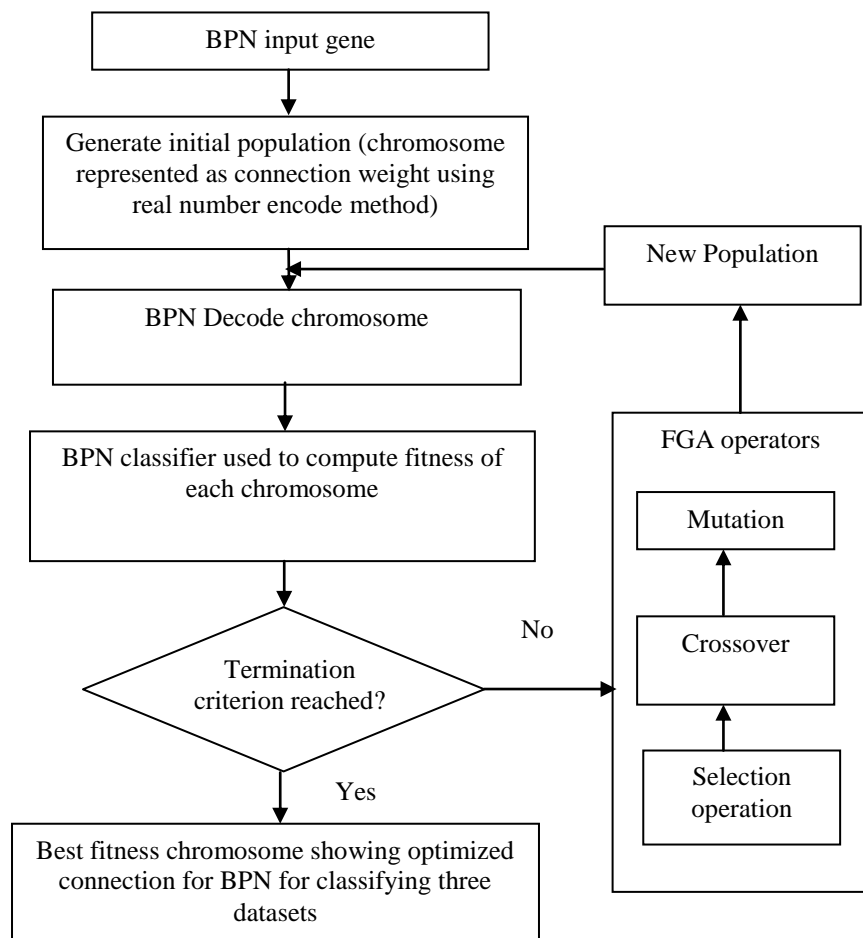 BPN input gene
Generate initial population (chromosome
represented as connection weight using
real number encode method)
New Population
BPN Decode chromosome
BPN classifier used to compute fitness of
each chromosome
FGA operators
Mutation
Crossover
Selection
operation
No
Termination
criterion reached?
Yes
Best fitness chromosome showing optimized
connection for BPN for classifying three
datasets